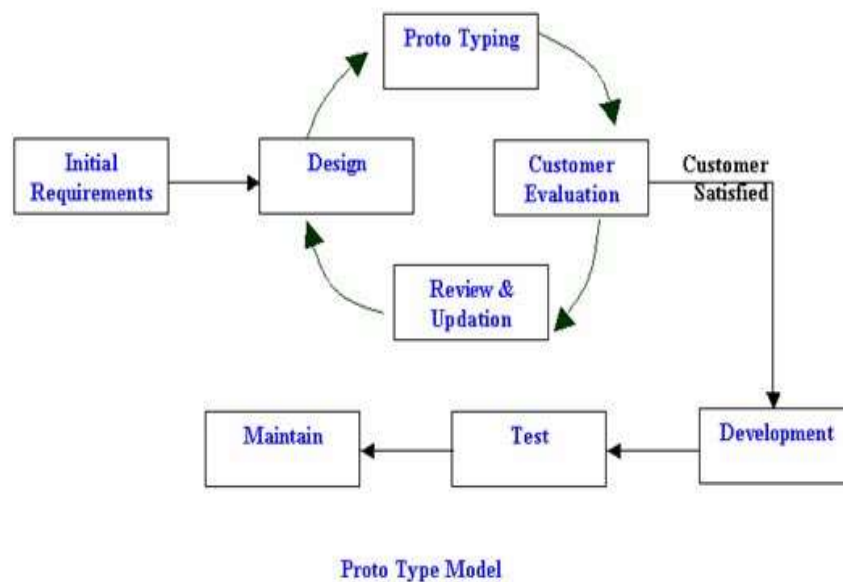 Proto Typing
Initial
Requirements
Design
Customer
Evaluation
Customer
Satisfied
Review &
Updation
Maintain
Test
Development
Proto Type Model